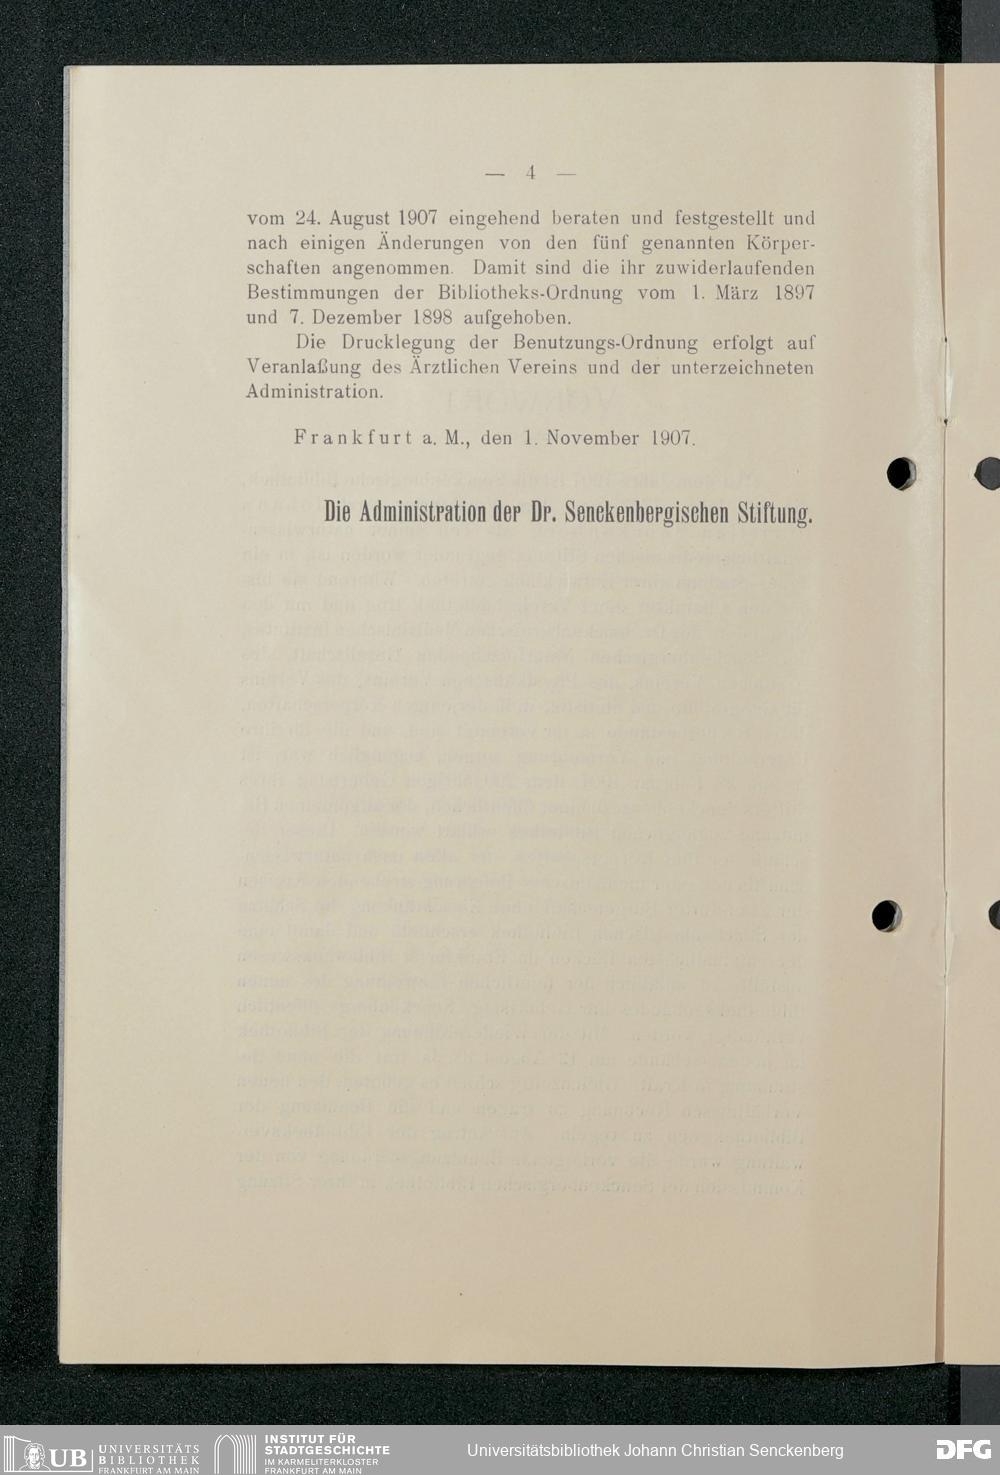 — 4 —
vom 24. August 1907 eingehend beraten und festgestellt und
nach einigen Änderungen von den fünf genannten Körper-
schaften angenommen. Damit sind die ihr zuwiderlaufenden
Bestimmungen der Bibliotheks-Ordnung vom 1. März 1897
und 7. Dezember 1898 aufgehoben.
Die Drucklegung der Benutzungs-Ordnung erfolgt auf
Veranlaßung des Ärztlichen Vereins und der unterzeichneten
Administration.
Frankfurt a. M., den 1. November 1907.
Die Administration der Dr. Senckenbergischen Stiftung.
UB UNIVERSITÄTS
BIBLIOTHEK
FRANKFURT AM MAIN
INSTITUT FÜR
STADTGESCHICHTE
IM KARMELITERKLOSTER
FRANKFURT AM MAIN
Universitätsbibliothek Johann Christian Senckenberg
DFG